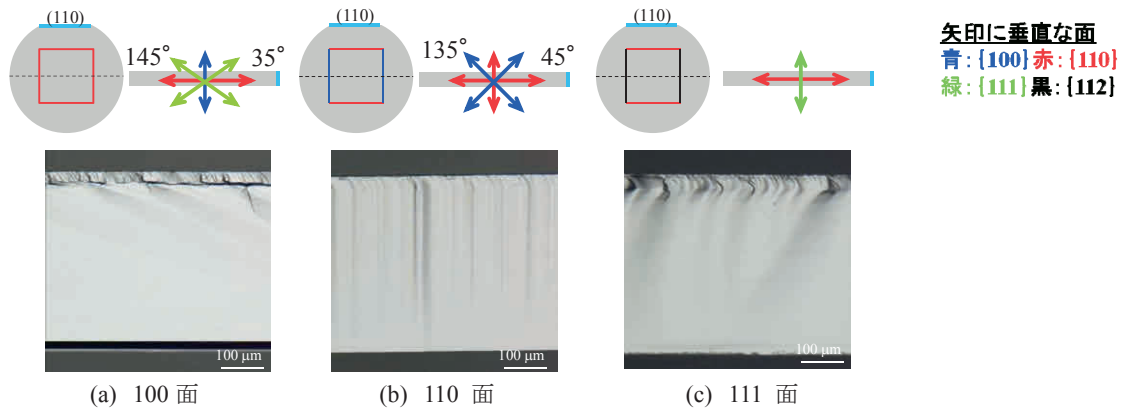 (110)
145° 35°
(110)
135° 45°
(110)
矢印に垂直な面
青:{100} 赤:{110}
緑:{111} 黒:{112}
100 μm
100 μm
100 μm
(a) 100 面
(b) 110 面
(c) 111 面